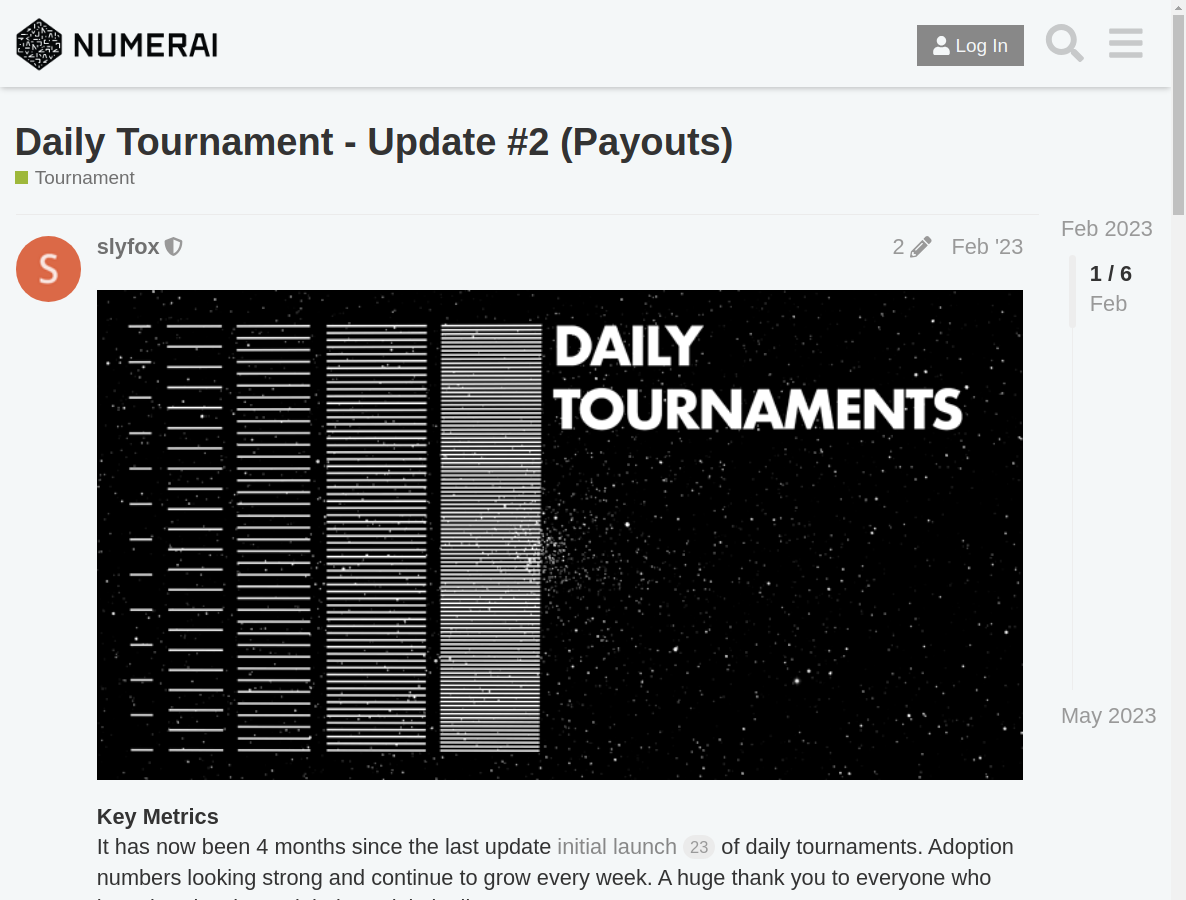 NUMERAI
Log In
Daily Tournament - Update #2 (Payouts)
Tournament
S
slyfox
2
Feb '23
DAILY
TOURNAMENTS
Feb 2023
1 / 6
Feb
May 2023
Key Metrics
It has now been 4 months since the last update initial launch 23 of daily tournaments. Adoption
numbers looking strong and continue to grow every week. A huge thank you to everyone who